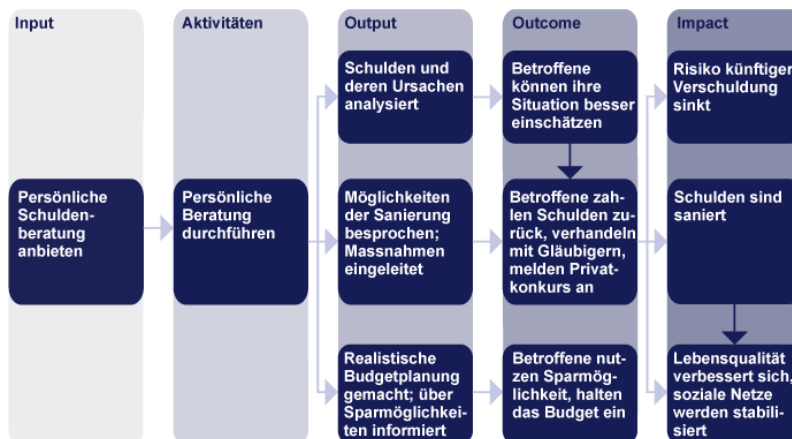 Input
Aktivitäten
Output
Outcome
Impact
Persönliche
Schulden-
beratung
anbieten
Persönliche
Beratung
durchführen
Schulden und
deren Ursachen
analysiert
Möglichkeiten
der Sanierung
besprochen;
Massnahmen
eingeleitet
Realistische
Budgetplanung
gemacht; über
Sparmöglichkei-
ten informiert
Betroffene
können ihre
Situation besser
einschätzen
Betroffene zah-
len Schulden zu-
rück, verhandeln
mit Gläubigern,
melden Privat-
konkurs an
Betroffene nut-
zen Sparmög-
lichkeit, halten
das Budget ein
Risiko künftiger
Verschuldung
sinkt
Schulden sind
saniert
Lebensqualität
verbessert sich,
soziale Netze
werden stabili-
siert